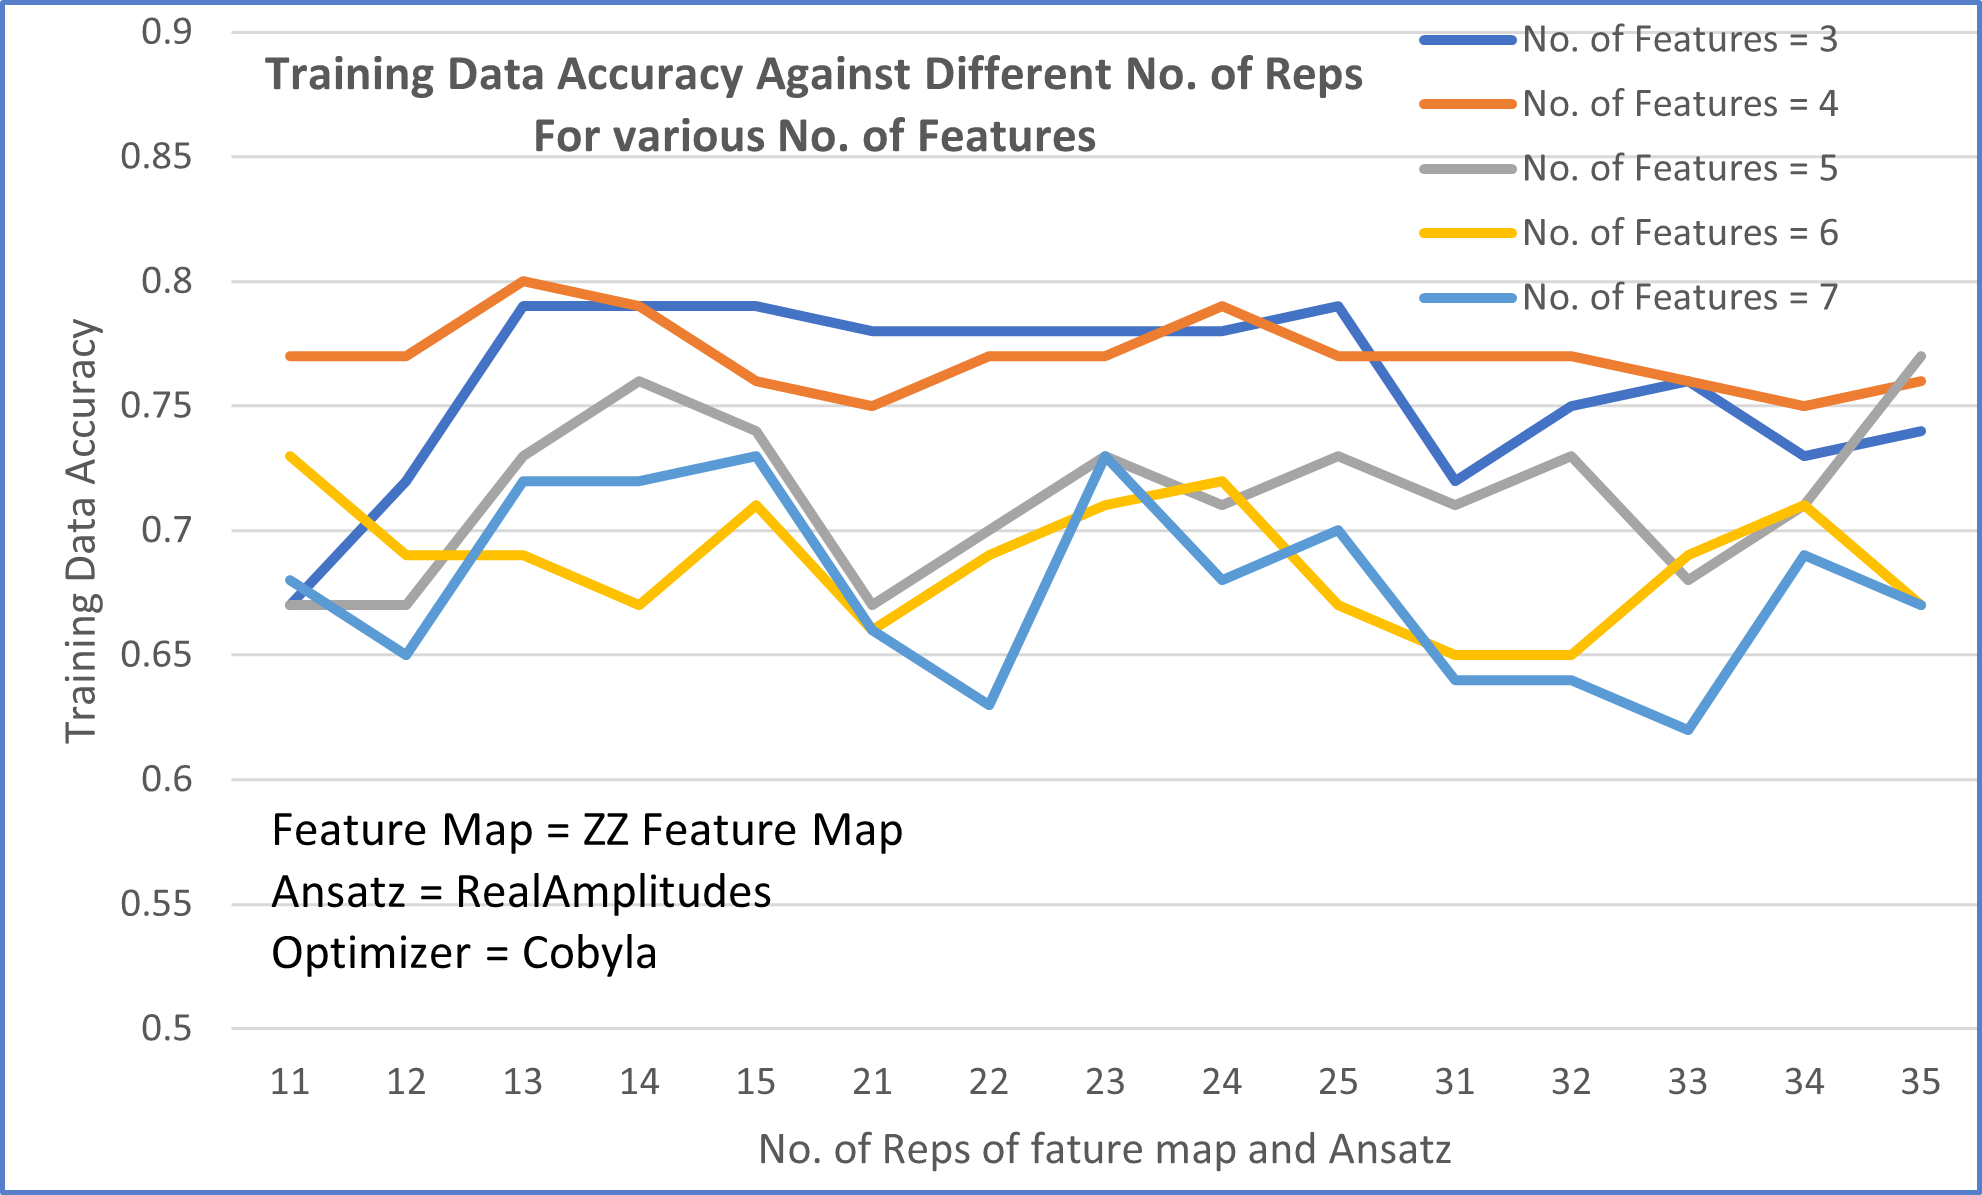 Training Data Accuracy Against Different No. of Reps
For various No. of Features
No. of Features = 3
No. of Features = 4
No. of Features = 5
No. of Features = 6
No. of Features = 7
Training Data Accuracy
0.9
0.85
0.8
0.75
0.7
0.65
0.6
0.55
0.5
Feature Map = ZZ Feature Map
Ansatz = RealAmplitudes
Optimizer = Cobyla
11 12 13 14 15 21 22 23 24 25 31 32 33 34 35
No. of Reps of fature map and Ansatz